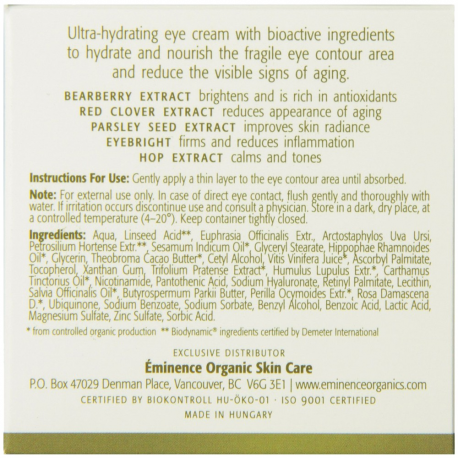 Ultra-hydrating eye cream with bioactive ingredients
to hydrate and nourish the fragile eye contour area
and reduce the visible signs of aging.
BEARBERRY EXTRACT brightens and is rich in antioxidants
RED CLOVER EXTRACT reduces appearance of aging
PARSLEY SEED EXTRACT improves skin radiance
EYEBRIGHT firms and reduces inflammation
HOP EXTRACT calms and tones
Instructions For Use: Gently apply a thin layer to the eye contour area until absorbed.
Note: For external use only. In case of direct eye contact, flush gently and thoroughly with
water. If irritation occurs discontinue use and consult a physician. Store in a dark, dry place, at
a controlled temperature (4–20°). Keep container tightly closed.
Ingredients: Aqua, Linseed Acid**, Euphrasia Officinalis Extr., Arctostaphylos Uva Ursi,
Petrosilium Hortense Extr.**, Sesamum Indicum Oil*, Glyceryl Stearate, Hippophae Rhamnoides
Oil*, Glycerin, Theobroma Cacao Butter*, Cetyl Alcohol, Vitis Vinifera Juice*, Ascorbyl Palmitate,
Tocopherol, Xanthan Gum, Trifolium Pratense Extract*, Humulus Lupulus Extr.*, Carthamus
Tinctorius Oil*, Nicotinamide, Pantothenic Acid, Sodium Hyaluronate, Retinyl Palmitate, Lecithin,
Salvia Officinalis Oil*, Butyrospermum Parkii Butter, Perilla Ocymoides Extr.*, Rosa Damascena
D.*, Ubiquinone, Sodium Benzoate, Sodium Sorbate, Benzyl Alcohol, Benzoic Acid, Lactic Acid,
Magnesium Sulfate, Zinc Sulfate, Sorbic Acid.
* from controlled organic production ** Biodynamic® ingredients certified by Demeter International
EXCLUSIVE DISTRIBUTOR
Éminence Organic Skin Care
P.O. Box 47029 Denman Place, Vancouver, BC V6G 3E1 | www.eminenceorganics.com
CERTIFIED BY BIOKONTROLL HU-ÖKO-01 · ISO 9001 CERTIFIED
MADE IN HUNGARY